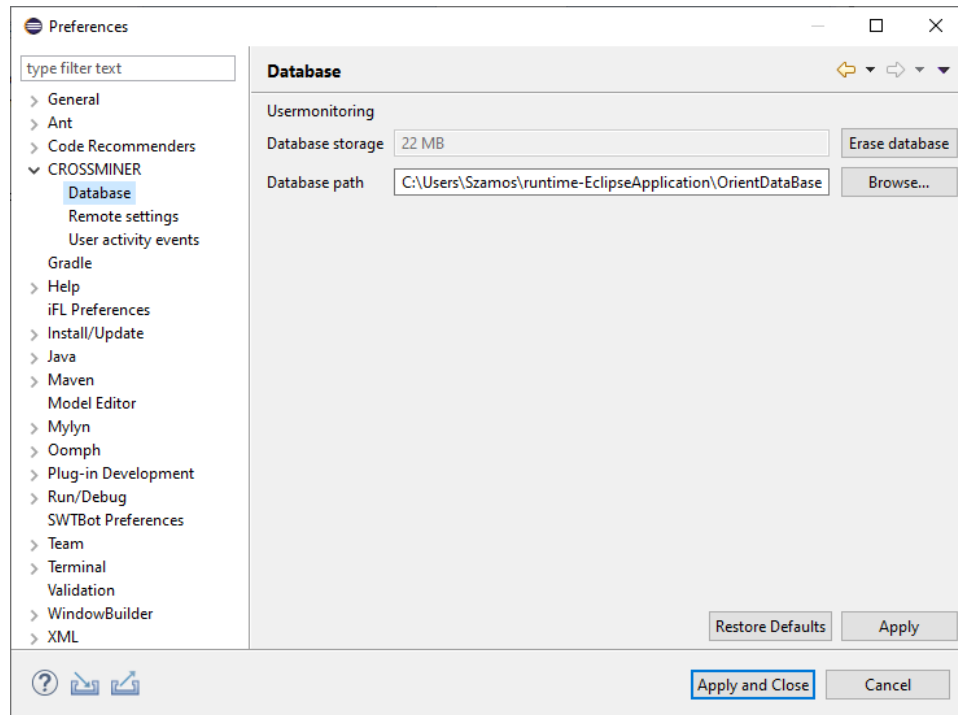 Preferences
type filter text
General
Ant
Code Recommenders
CROSSMINER
Database
Remote settings
User activity events
Gradle
Help
iFL Preferences
Install/Update
Java
Maven
Model Editor
Mylyn
Oomph
Plug-in Development
Run/Debug
SWTBot Preferences
Team
Terminal
Validation
WindowBuilder
XML
Database
Usermonitoring
Database storage 22 MB Erase database
Database path C:\Users\Szamos\runtime-EclipseApplication\OrientDataBase Browse...
Restore Defaults Apply
? Apply and Close Cancel